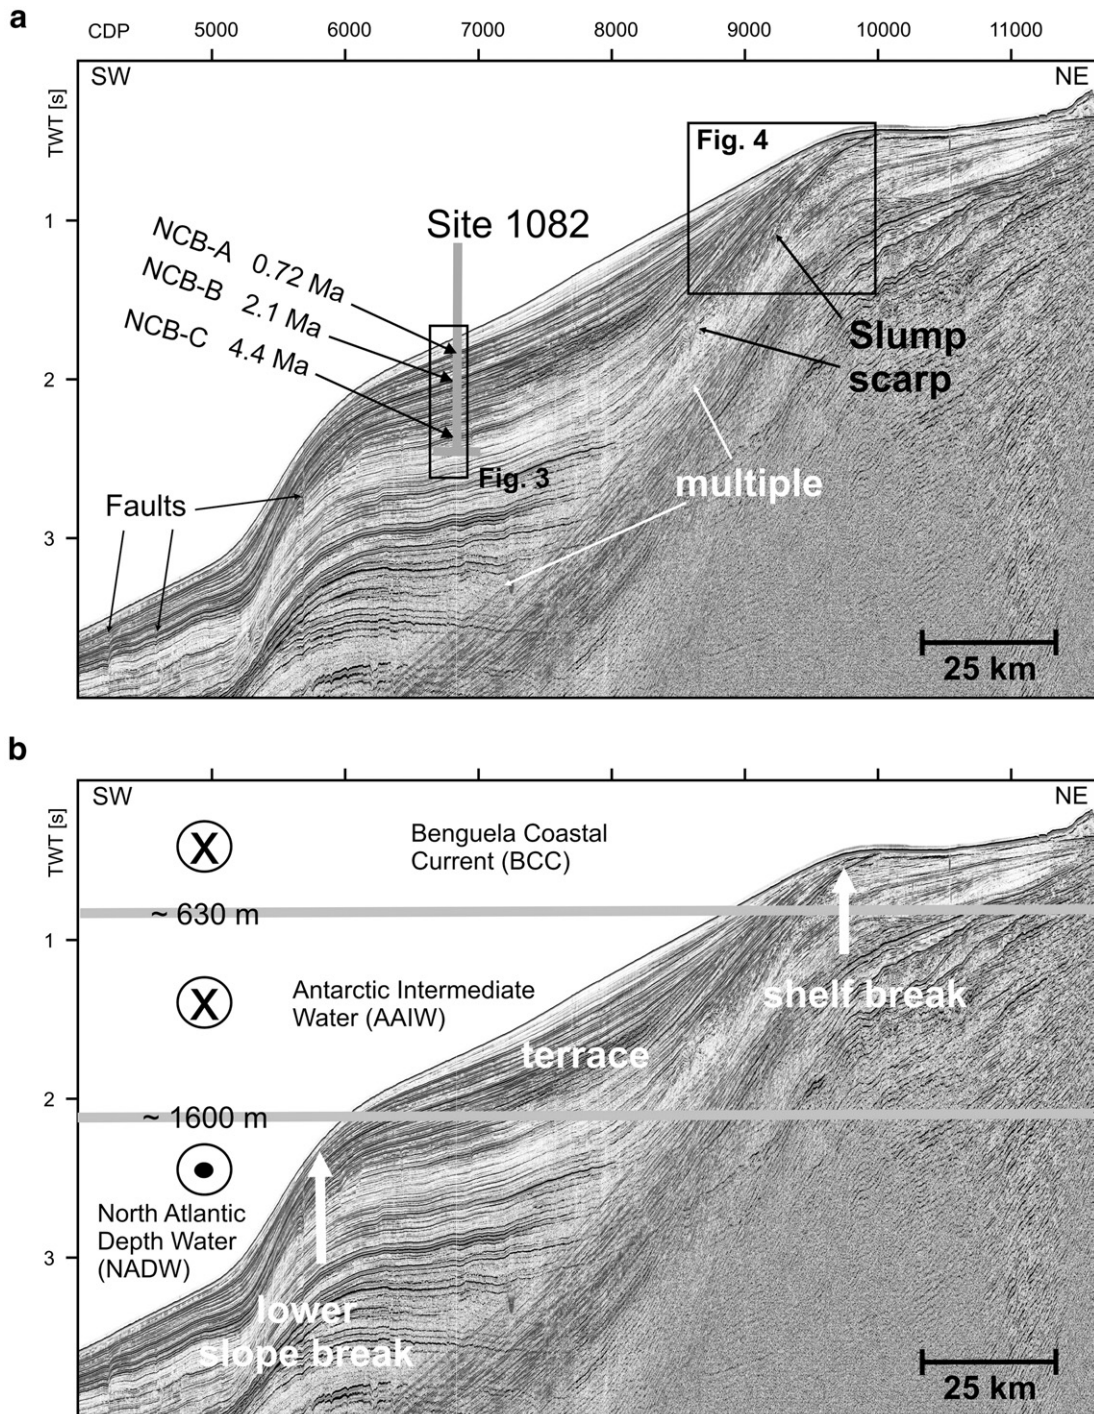 a
CDP 5000 6000 7000 8000 9000 10000 11000
SW NE
TWT [s]
Fig. 4
1
Site 1082
NCB-A 0.72 Ma
NCB-B 2.1 Ma
NCB-C 4.4 Ma
Slump
scarp
2
Fig. 3
multiple
Faults
3
25 km
b
SW NE
TWT [s]
X
Benguela Coastal
Current (BCC)
~ 630 m
1
X
Antarctic Intermediate
Water (AAIW)
shelf break
terrace
2
~ 1600 m
North Atlantic
Depth Water
(NADW)
3
lower
slope break
25 km